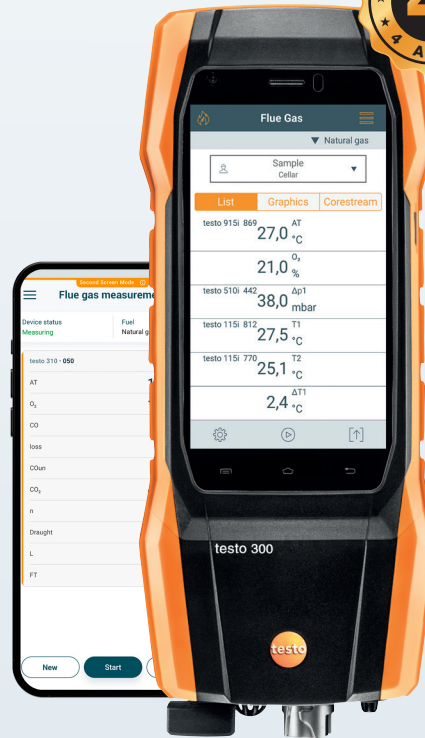 4 A
Flue Gas
Natural gas
Sample
Cellar
List Graphics Corestream
testo 915i 869 27,0 AT °C
21,0 O₂ %
testo 510i 442 38,0 Δp1 mbar
testo 115i 812 27,5 T1 °C
testo 115i 770 25,1 T2 °C
2,4 ΔT1 °C
testo 300
testo
Second Screen Mode
Flue gas measureme
Device status Fuel
Measuring Natural g
testo 310 - 050
AT
O₂
CO
loss
COun
CO₂
n
Draught
L
FT
New Start